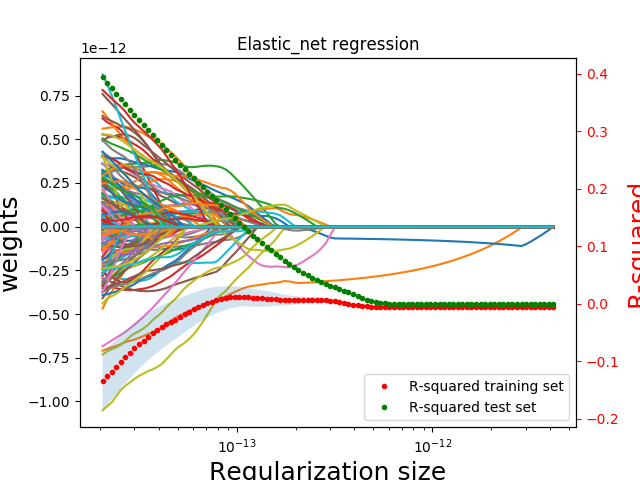 Elastic_net regression
1e−12
0.75
0.50
0.25
0.00
−0.25
−0.50
−0.75
−1.00
weights
0.4
0.3
0.2
0.1
0.0
−0.1
−0.2
R-squared
R-squared training set
R-squared test set
10⁻¹³
10⁻¹²
Regularization size